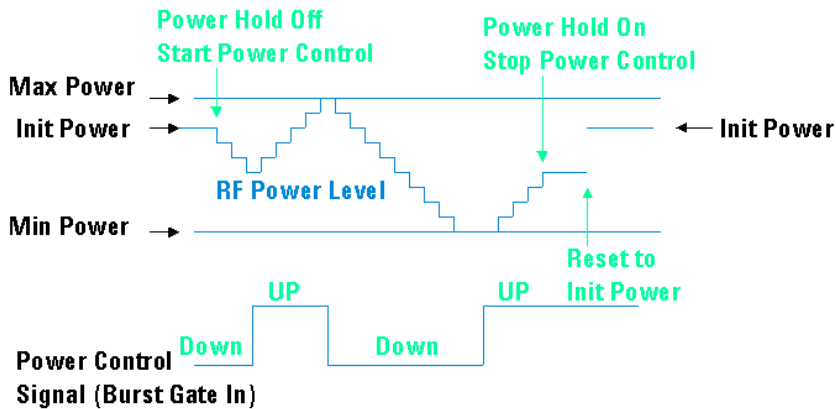 Power Hold Off
Start Power Control
Power Hold On
Stop Power Control
Max Power
Init Power
Init Power
RF Power Level
Min Power
Reset to
Init Power
UP
UP
Down
Down
Power Control
Signal (Burst Gate In)